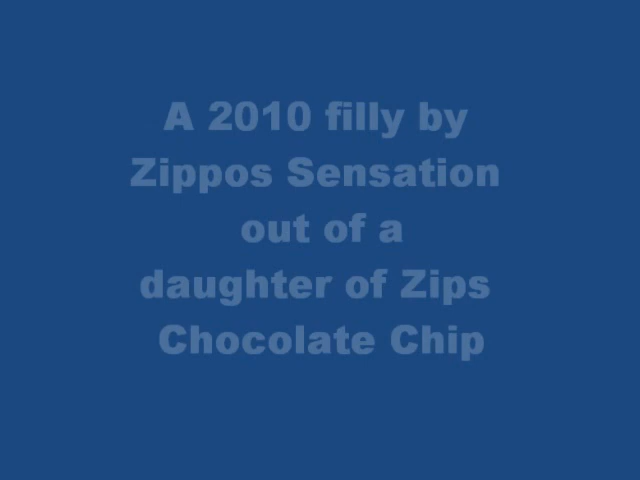 A 2010 filly by
Zippos Sensation
out of a
daughter of Zips
Chocolate Chip